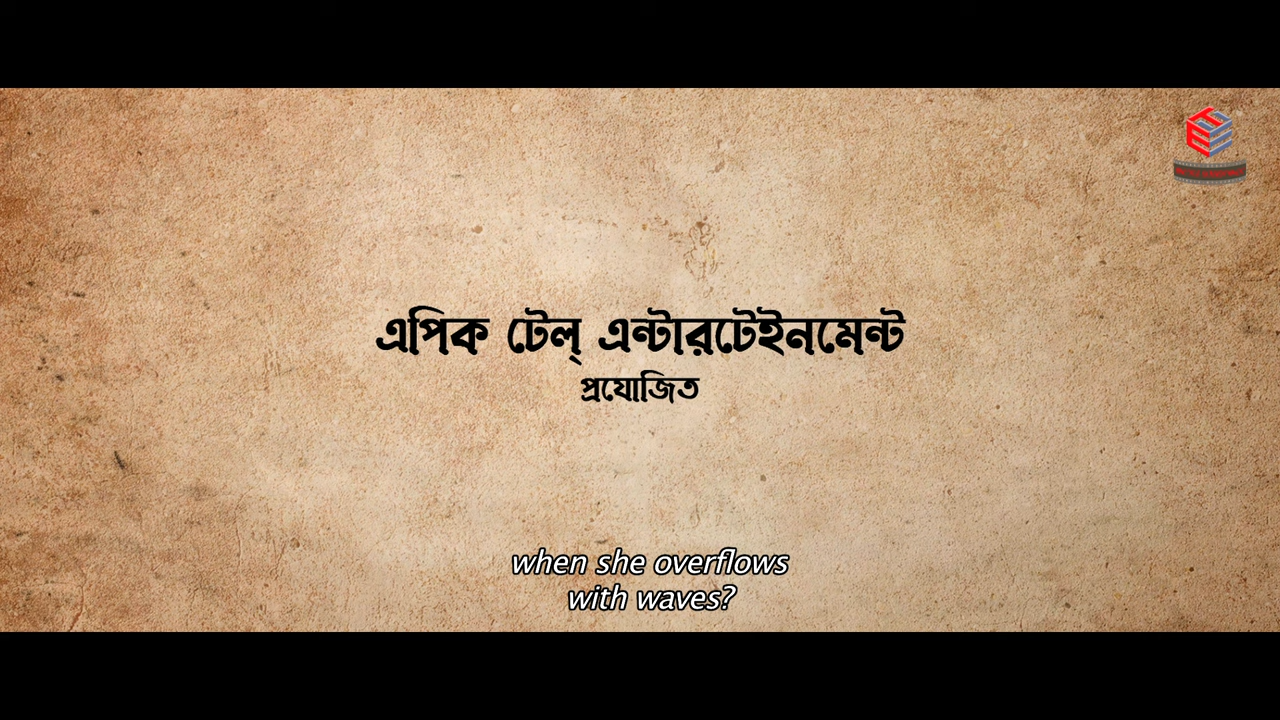 এপিক টেল্ এন্টারটেইনমেন্ট
প্রযোজিত
when she overflows
with waves?